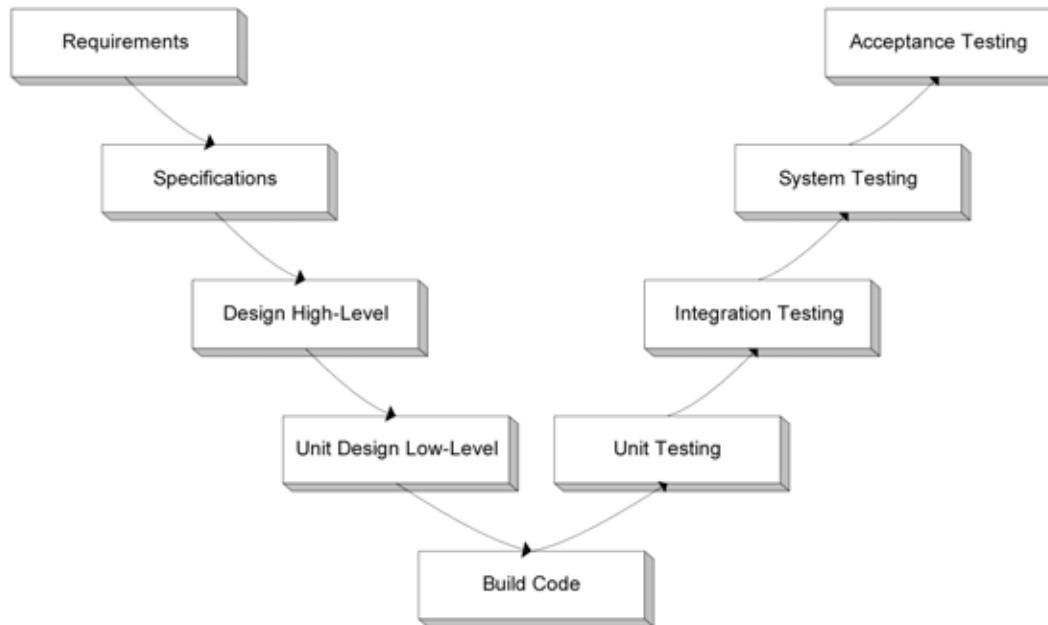 Requirements
Acceptance Testing
Specifications
System Testing
Design High-Level
Integration Testing
Unit Design Low-Level
Unit Testing
Build Code